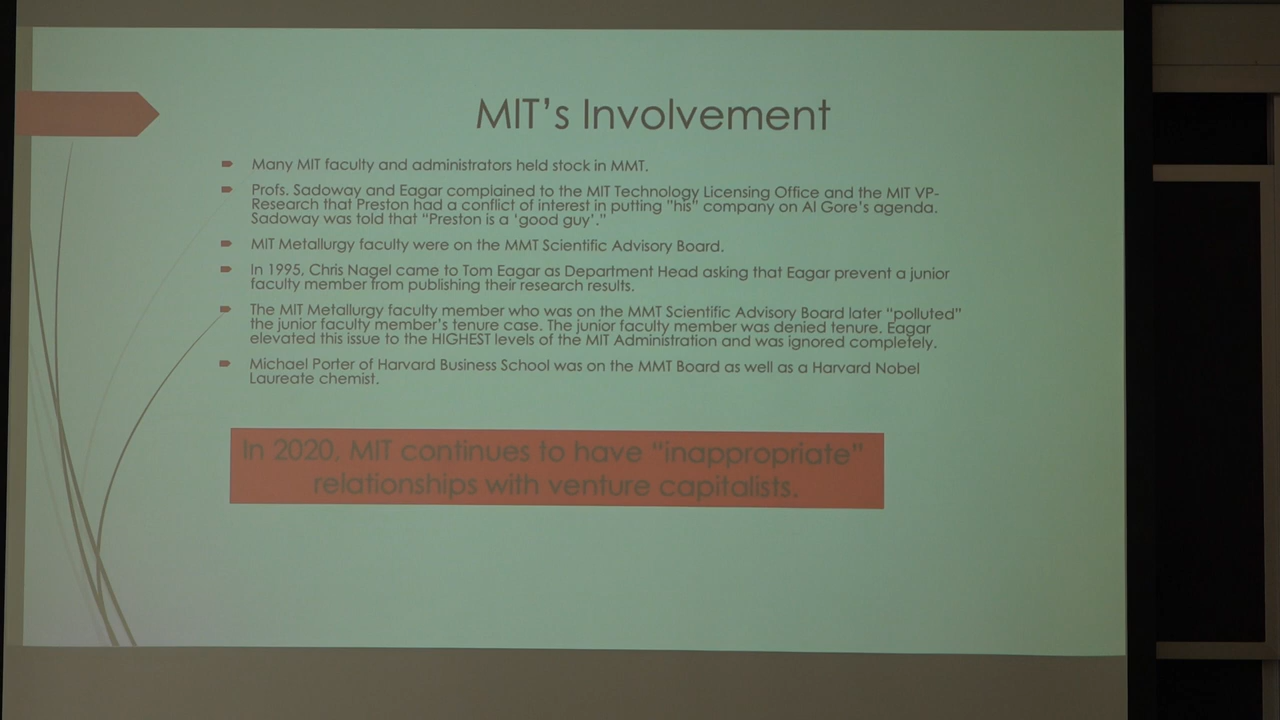 MIT's Involvement
Many MIT faculty and administrators held stock in MMT.
Profs. Sadoway and Eagar complained to the MIT Technology Licensing Office and the MIT VP-
Research that Preston had a conflict of interest in putting "his" company on Al Gore's agenda.
Sadoway was told that “Preston is a ‘good guy’.”
MIT Metallurgy faculty were on the MMT Scientific Advisory Board.
In 1995, Chris Nagel came to Tom Eagar as Department Head asking that Eagar prevent a junior
faculty member from publishing their research results.
The MIT Metallurgy faculty member who was on the MMT Scientific Advisory Board later “polluted”
the junior faculty member's tenure case. The junior faculty member was denied tenure. Eagar
elevated this issue to the HIGHEST levels of the MIT Administration and was ignored completely.
Michael Porter of Harvard Business School was on the MMT Board as well as a Harvard Nobel
Laureate chemist.
In 2020, MIT continues to have “inappropriate”
relationships with venture capitalists.